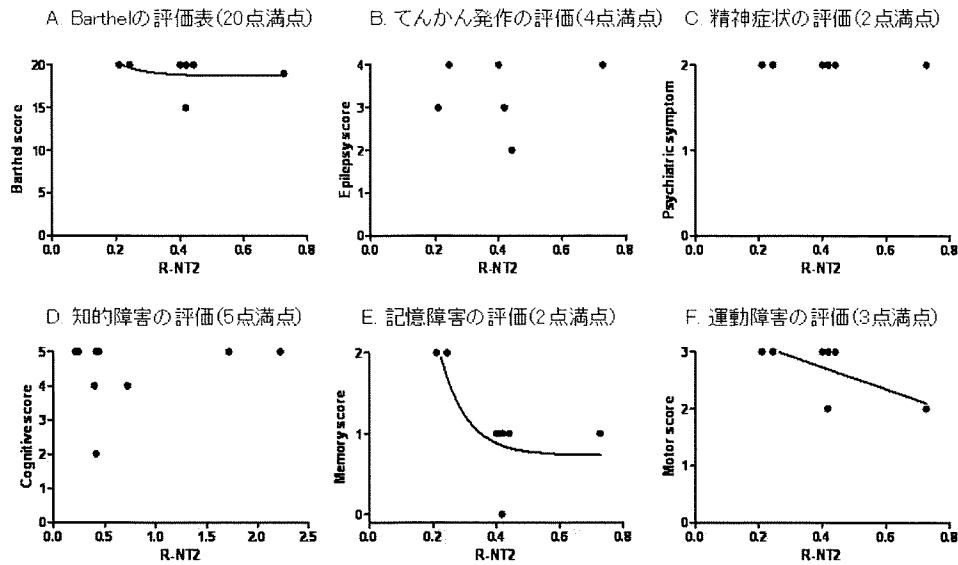 A. Barthelの評価表(20点満点)
Barthel score
20
15
10
5
0
0.0 0.2 0.4 0.6 0.8
R-NT2
B. てんかん発作の評価(4点満点)
Epilepsy score
4
3
2
1
0
0.0 0.2 0.4 0.6 0.8
R-NT2
C. 精神症状の評価(2点満点)
Psychiatric symptom
2
1
0
0.0 0.2 0.4 0.6 0.8
R-NT2
D. 知的障害の評価(5点満点)
Cognitive score
5
4
3
2
1
0
0.0 0.5 1.0 1.5 2.0 2.5
R-NT2
E. 記憶障害の評価(2点満点)
Memory score
2
1
0
0.0 0.2 0.4 0.6 0.8
R-NT2
F. 運動障害の評価(3点満点)
Motor score
3
2
1
0
0.0 0.2 0.4 0.6 0.8
R-NT2